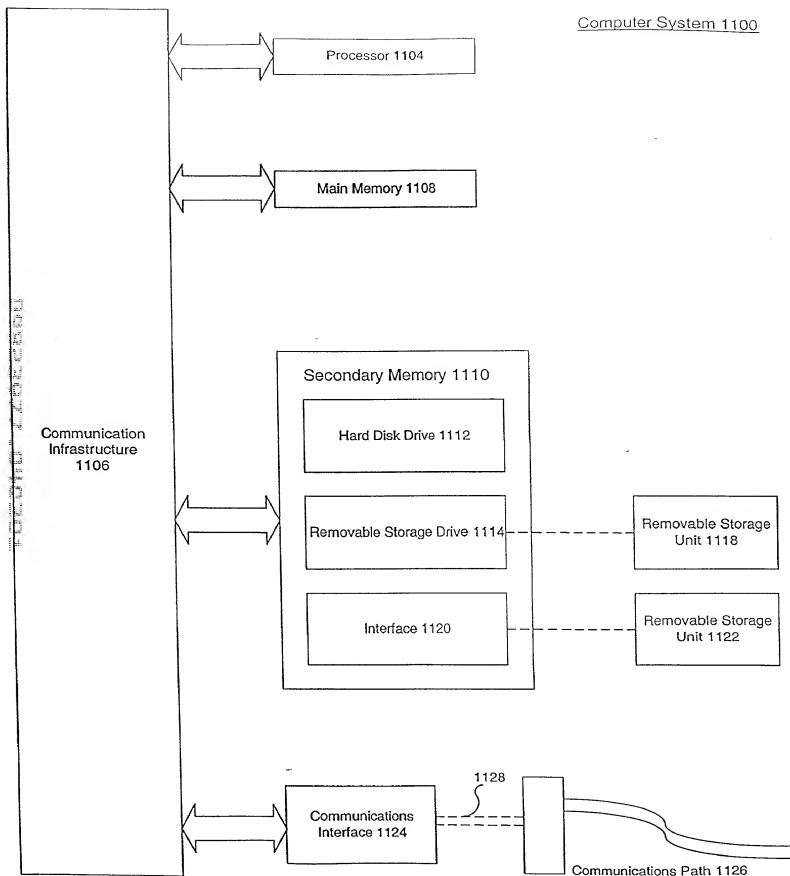 Computer System 1100
Processor 1104
Main Memory 1108
Communication
Infrastructure
1106
Secondary Memory 1110
Hard Disk Drive 1112
Removable Storage Drive 1114
Removable Storage
Unit 1118
Interface 1120
Removable Storage
Unit 1122
1128
Communications
Interface 1124
Communications Path 1126